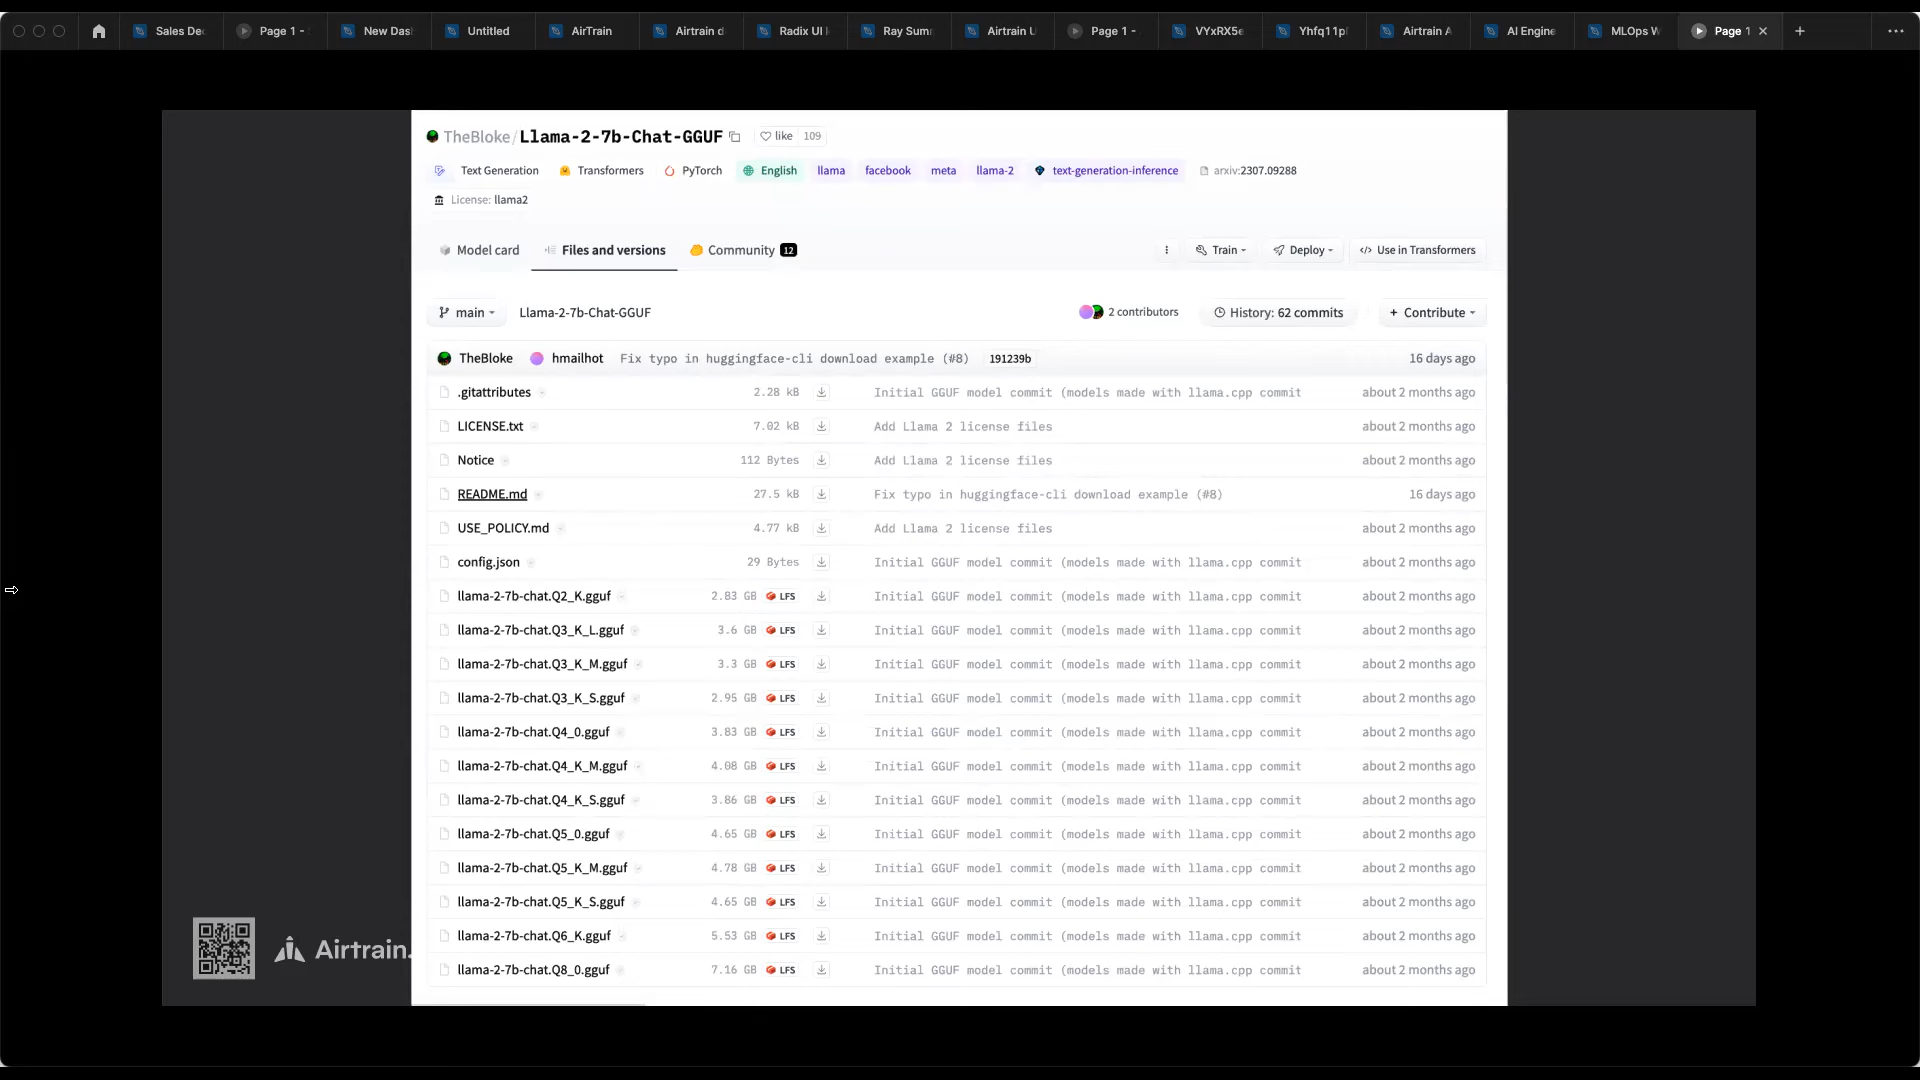 Sales De
Page 1 -
New Das
Untitled
AirTrain
Airtrain d
Radix UI
Ray Sum
Airtrain U
Page 1 -
VYxRX5e
Yhfq11p
Airtrain A
AI Engine
MLOps W
Page 1
TheBloke/Llama-2-7b-Chat-GGUF like 109
Text Generation Transformers PyTorch English llama facebook meta llama-2 text-generation-inference arxiv:2307.09288
License: llama2
Model card Files and versions Community 12 Train Deploy </> Use in Transformers
main Llama-2-7b-Chat-GGUF 2 contributors History: 62 commits + Contribute
TheBloke hmailhot Fix typo in huggingface-cli download example (#8) 191239b 16 days ago
.gitattributes 2.28 kB Initial GGUF model commit (models made with llama.cpp commit about 2 months ago
LICENSE.txt 7.02 kB Add Llama 2 license files about 2 months ago
Notice 112 Bytes Add Llama 2 license files about 2 months ago
README.md 27.5 kB Fix typo in huggingface-cli download example (#8) 16 days ago
USE_POLICY.md 4.77 kB Add Llama 2 license files about 2 months ago
config.json 29 Bytes Initial GGUF model commit (models made with llama.cpp commit about 2 months ago
llama-2-7b-chat.Q2_K.gguf 2.83 GB LFS Initial GGUF model commit (models made with llama.cpp commit about 2 months ago
llama-2-7b-chat.Q3_K_L.gguf 3.6 GB LFS Initial GGUF model commit (models made with llama.cpp commit about 2 months ago
llama-2-7b-chat.Q3_K_M.gguf 3.3 GB LFS Initial GGUF model commit (models made with llama.cpp commit about 2 months ago
llama-2-7b-chat.Q3_K_S.gguf 2.95 GB LFS Initial GGUF model commit (models made with llama.cpp commit about 2 months ago
llama-2-7b-chat.Q4_0.gguf 3.83 GB LFS Initial GGUF model commit (models made with llama.cpp commit about 2 months ago
llama-2-7b-chat.Q4_K_M.gguf 4.08 GB LFS Initial GGUF model commit (models made with llama.cpp commit about 2 months ago
llama-2-7b-chat.Q4_K_S.gguf 3.86 GB LFS Initial GGUF model commit (models made with llama.cpp commit about 2 months ago
llama-2-7b-chat.Q5_0.gguf 4.65 GB LFS Initial GGUF model commit (models made with llama.cpp commit about 2 months ago
llama-2-7b-chat.Q5_K_M.gguf 4.78 GB LFS Initial GGUF model commit (models made with llama.cpp commit about 2 months ago
llama-2-7b-chat.Q5_K_S.gguf 4.65 GB LFS Initial GGUF model commit (models made with llama.cpp commit about 2 months ago
llama-2-7b-chat.Q6_K.gguf 5.53 GB LFS Initial GGUF model commit (models made with llama.cpp commit about 2 months ago
llama-2-7b-chat.Q8_0.gguf 7.16 GB LFS Initial GGUF model commit (models made with llama.cpp commit about 2 months ago
Airtrain.